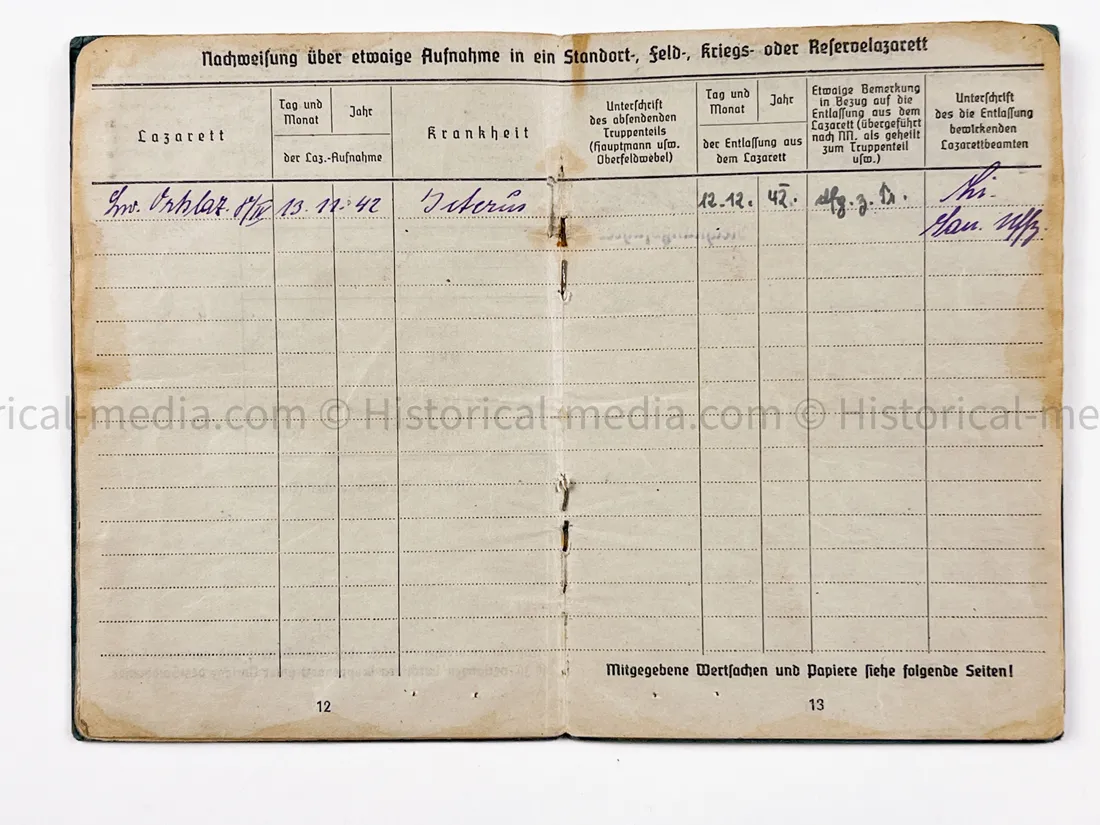 Nachweisung über etwaige Aufnahme in ein Standort-, Feld-, Kriegs- oder Reservelazarett
Lazarett
Tag und
Monat
Jahr
der Laz.-Aufnahme
Krankheit
Unterschrift
des absendenden
Truppenteils
(Hauptmann usw.
Oberfeldwebel)
Tag und
Monat
Jahr
der Entlassung aus
dem Lazarett
Etwaige Bemerkung
in Bezug auf die
Entlassung aus dem
Lazarett (übergeführt
nach NN. als geheilt
zum Truppenteil
usw.)
Unterschrift
des die Entlassung
bewirkenden
Lazarettbeamten
13. 42 Icterus 12.12. 42. z. Tr.
San. Uffz.
rical-media.com © Historical-media.com © Historical-me
Mitgegebene Wertsachen und Papiere siehe folgende Seiten!
12
13